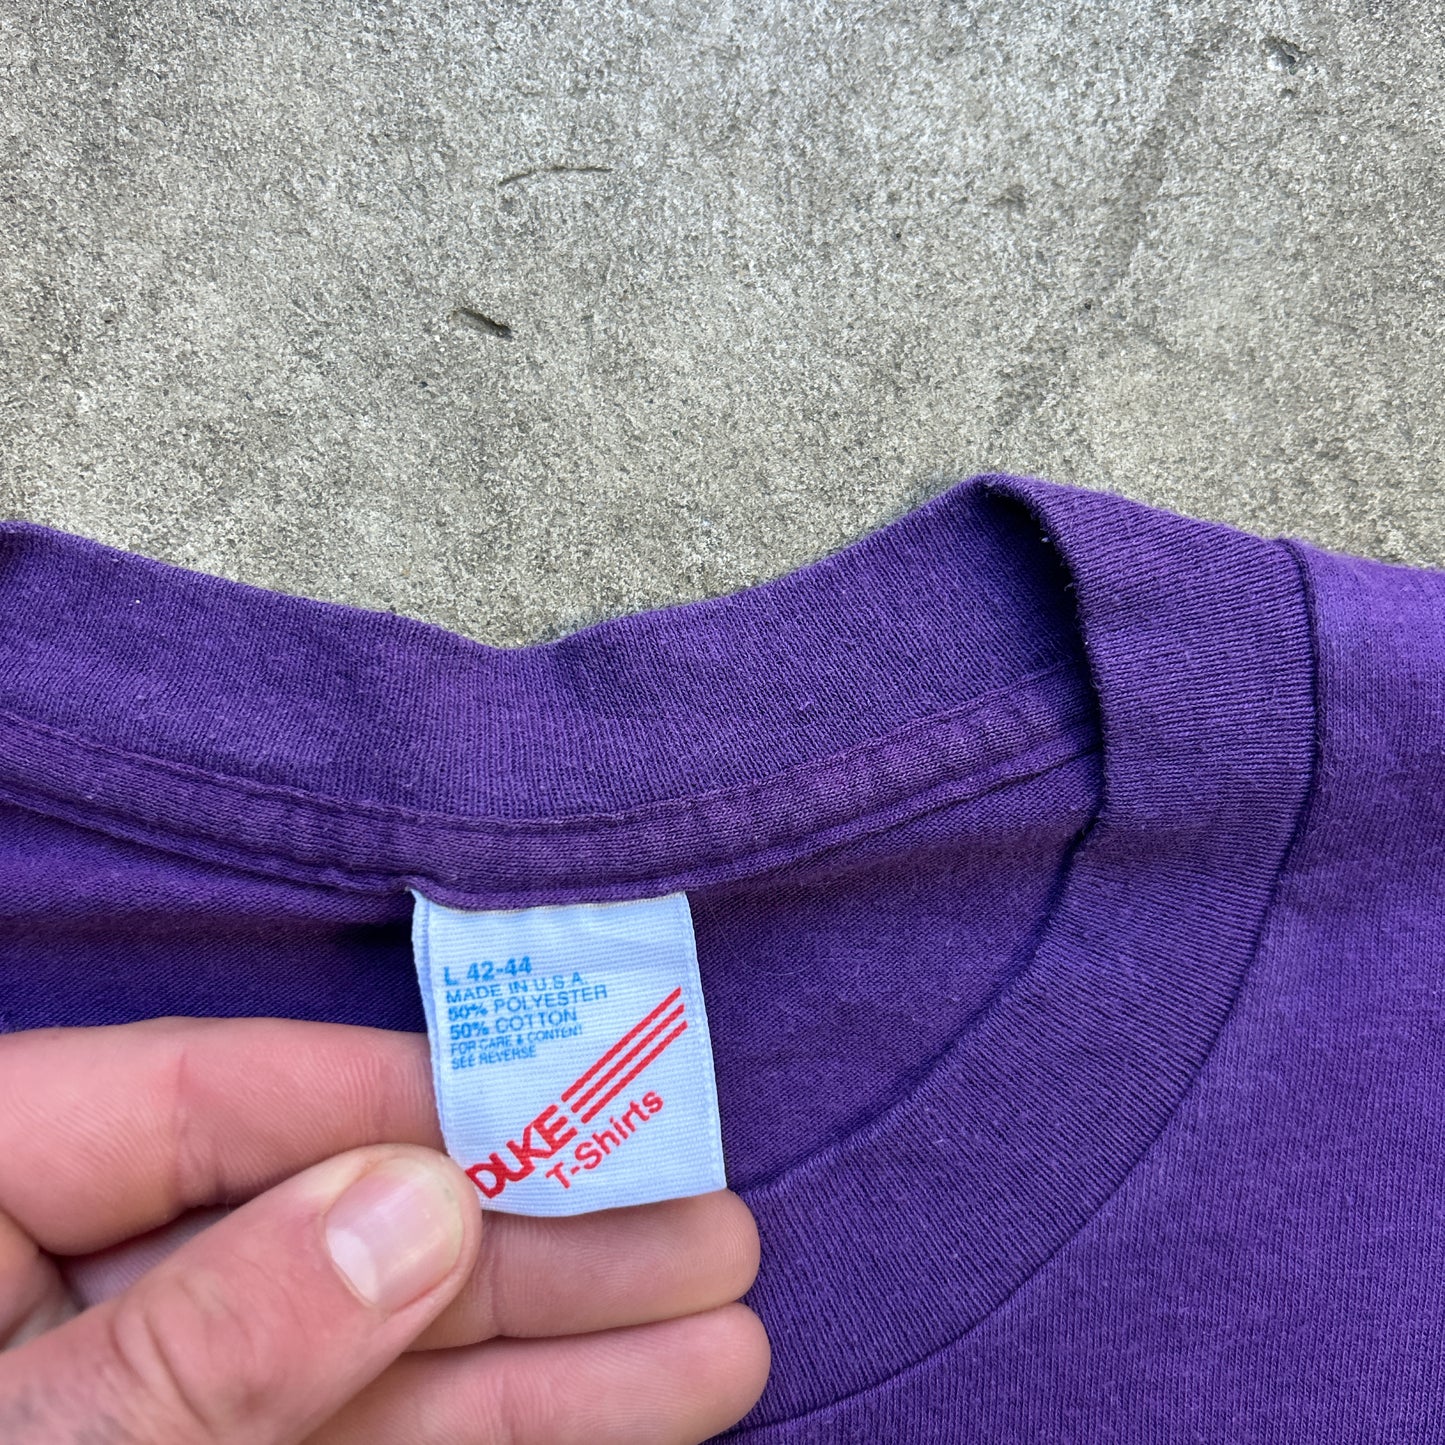 L 42-44
MADE IN U.S.A.
50% POLYESTER
50% COTTON
FOR CARE & CONTENT
SEE REVERSE
DUKE
T-Shirts